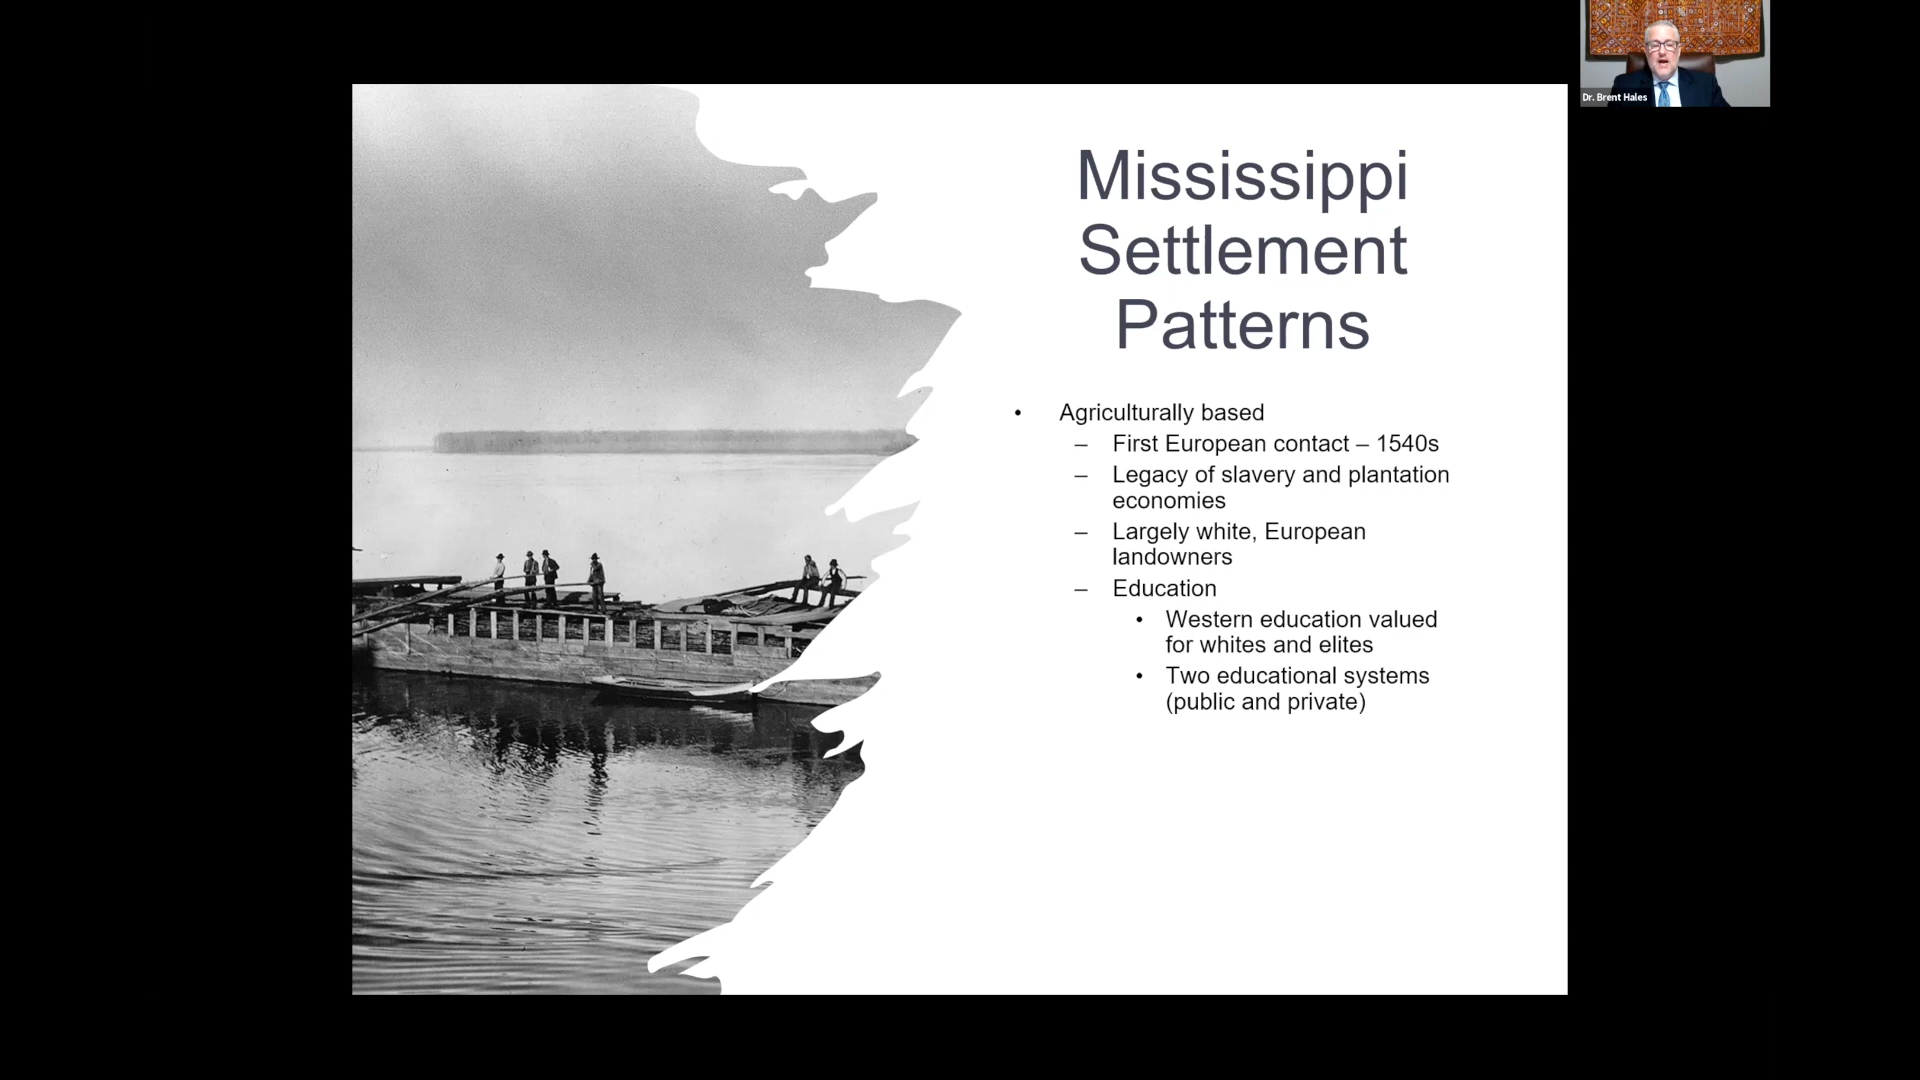 Dr. Brent Hales
Mississippi
Settlement
Patterns
• Agriculturally based
– First European contact – 1540s
– Legacy of slavery and plantation
economies
– Largely white, European
landowners
– Education
• Western education valued
for whites and elites
• Two educational systems
(public and private)